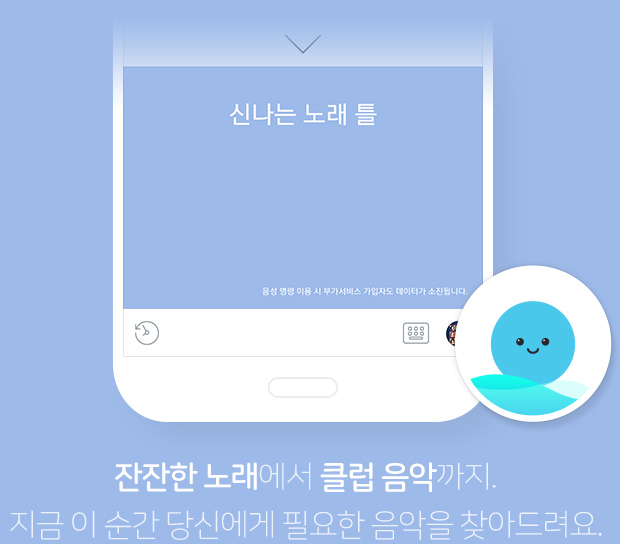 신나는 노래 틀
음성 명령 이용 시 부가서비스 가입자도 데이터가 소진됩니다.
잔잔한 노래에서 클럽 음악까지.
지금 이 순간 당신에게 필요한 음악을 찾아드려요.